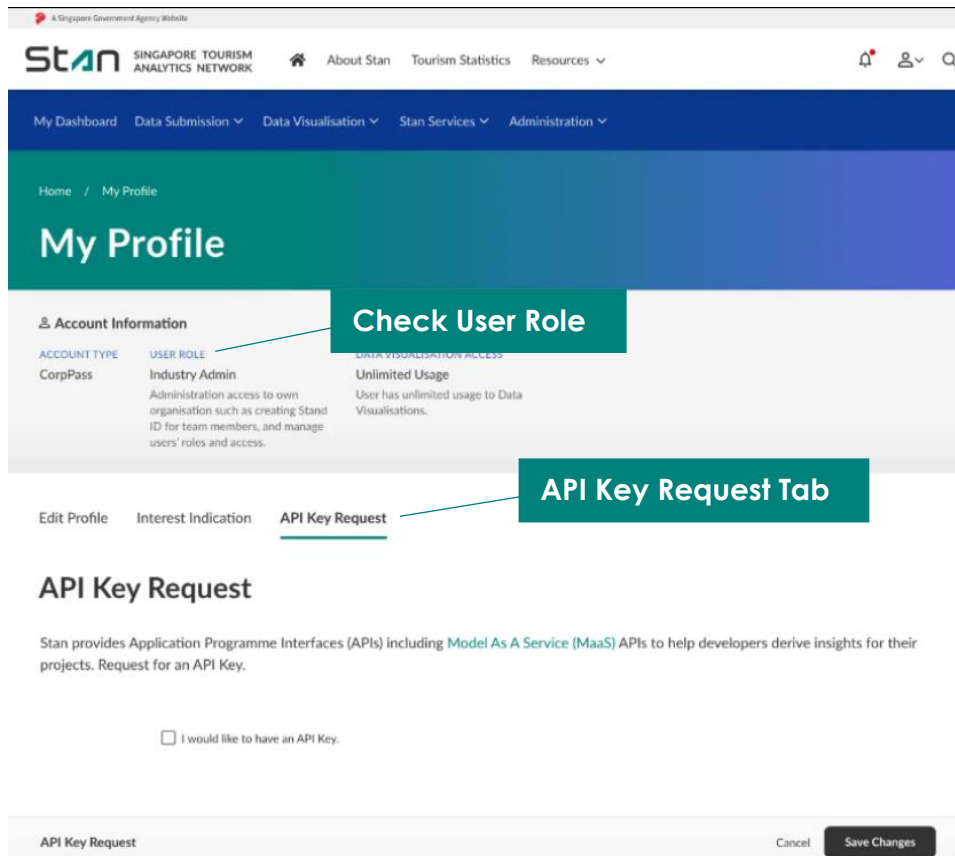 A Singapore Government Agency Website
Stan SINGAPORE TOURISM
ANALYTICS NETWORK
About Stan Tourism Statistics Resources
My Dashboard Data Submission Data Visualisation Stan Services Administration
Home / My Profile
My Profile
Account Information
Check User Role
ACCOUNT TYPE USER ROLE DATA VISUALISATION ACCESS
CorpPass Industry Admin Unlimited Usage
Administration access to own User has unlimited usage to Data
organisation such as creating Stand Visualisations.
ID for team members, and manage
users' roles and access.
API Key Request Tab
Edit Profile Interest Indication API Key Request
API Key Request
Stan provides Application Programme Interfaces (APIs) including Model As A Service (MaaS) APIs to help developers derive insights for their
projects. Request for an API Key.
I would like to have an API Key.
API Key Request Cancel Save Changes